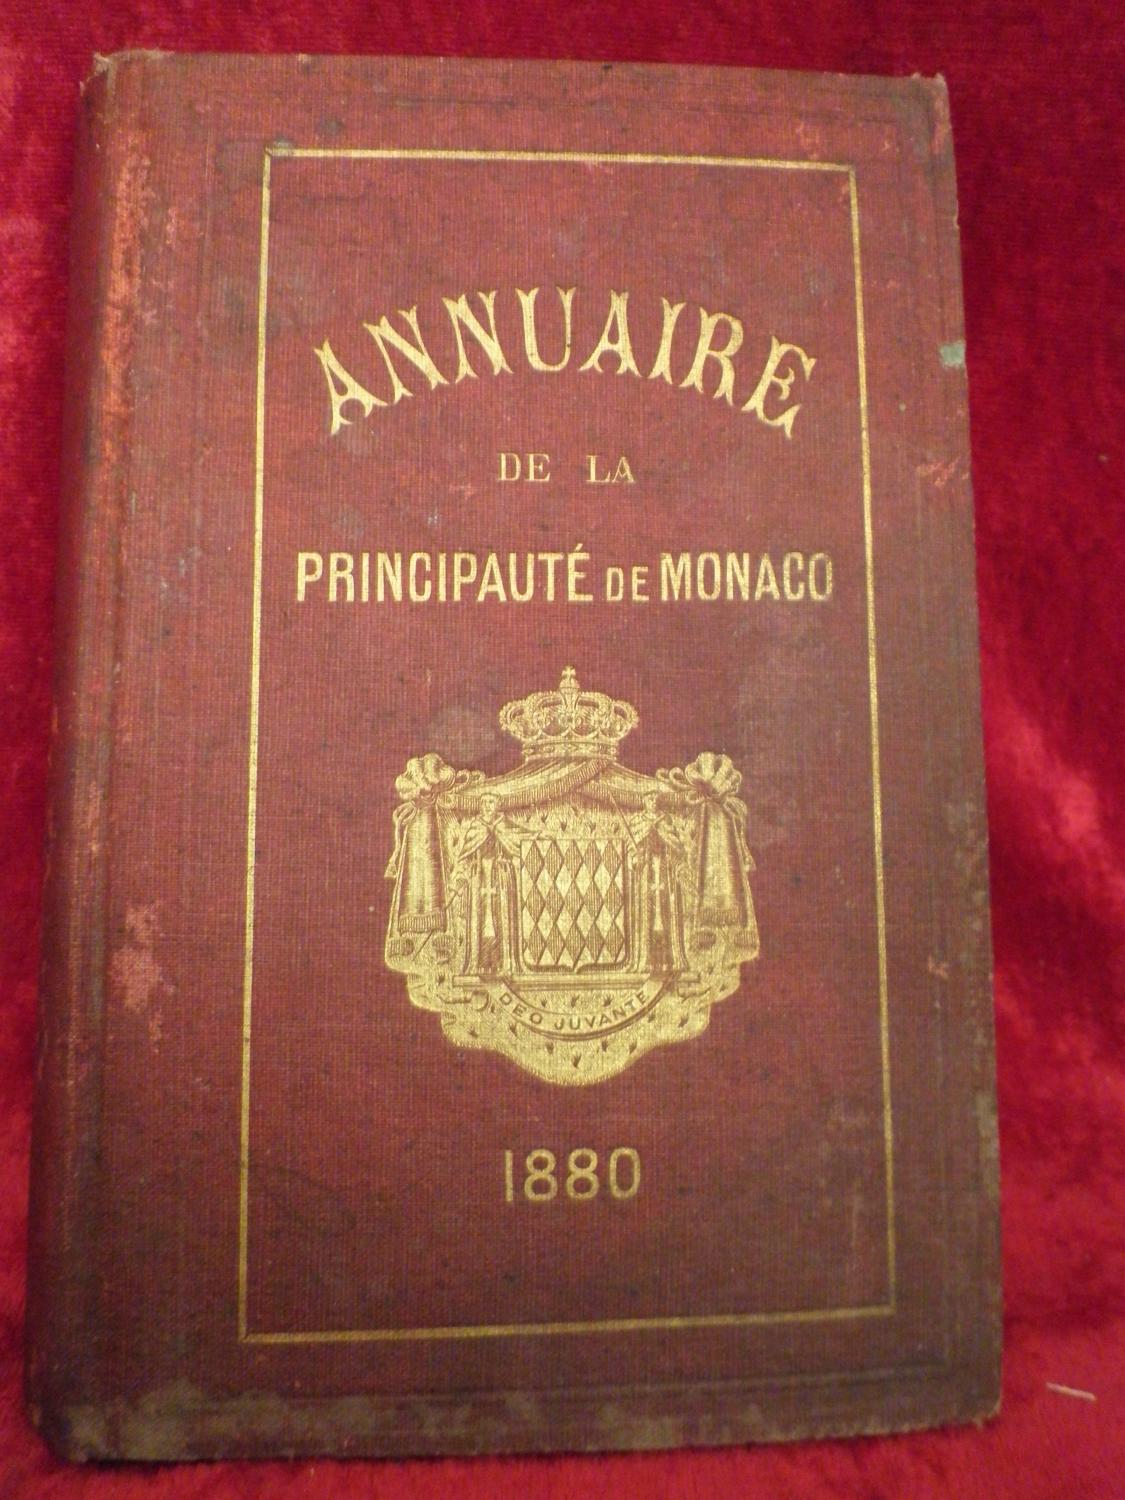 ANNUAIRE
DE LA
PRINCIPAUTÉ DE MONACO
DEO JUVANTE
1880